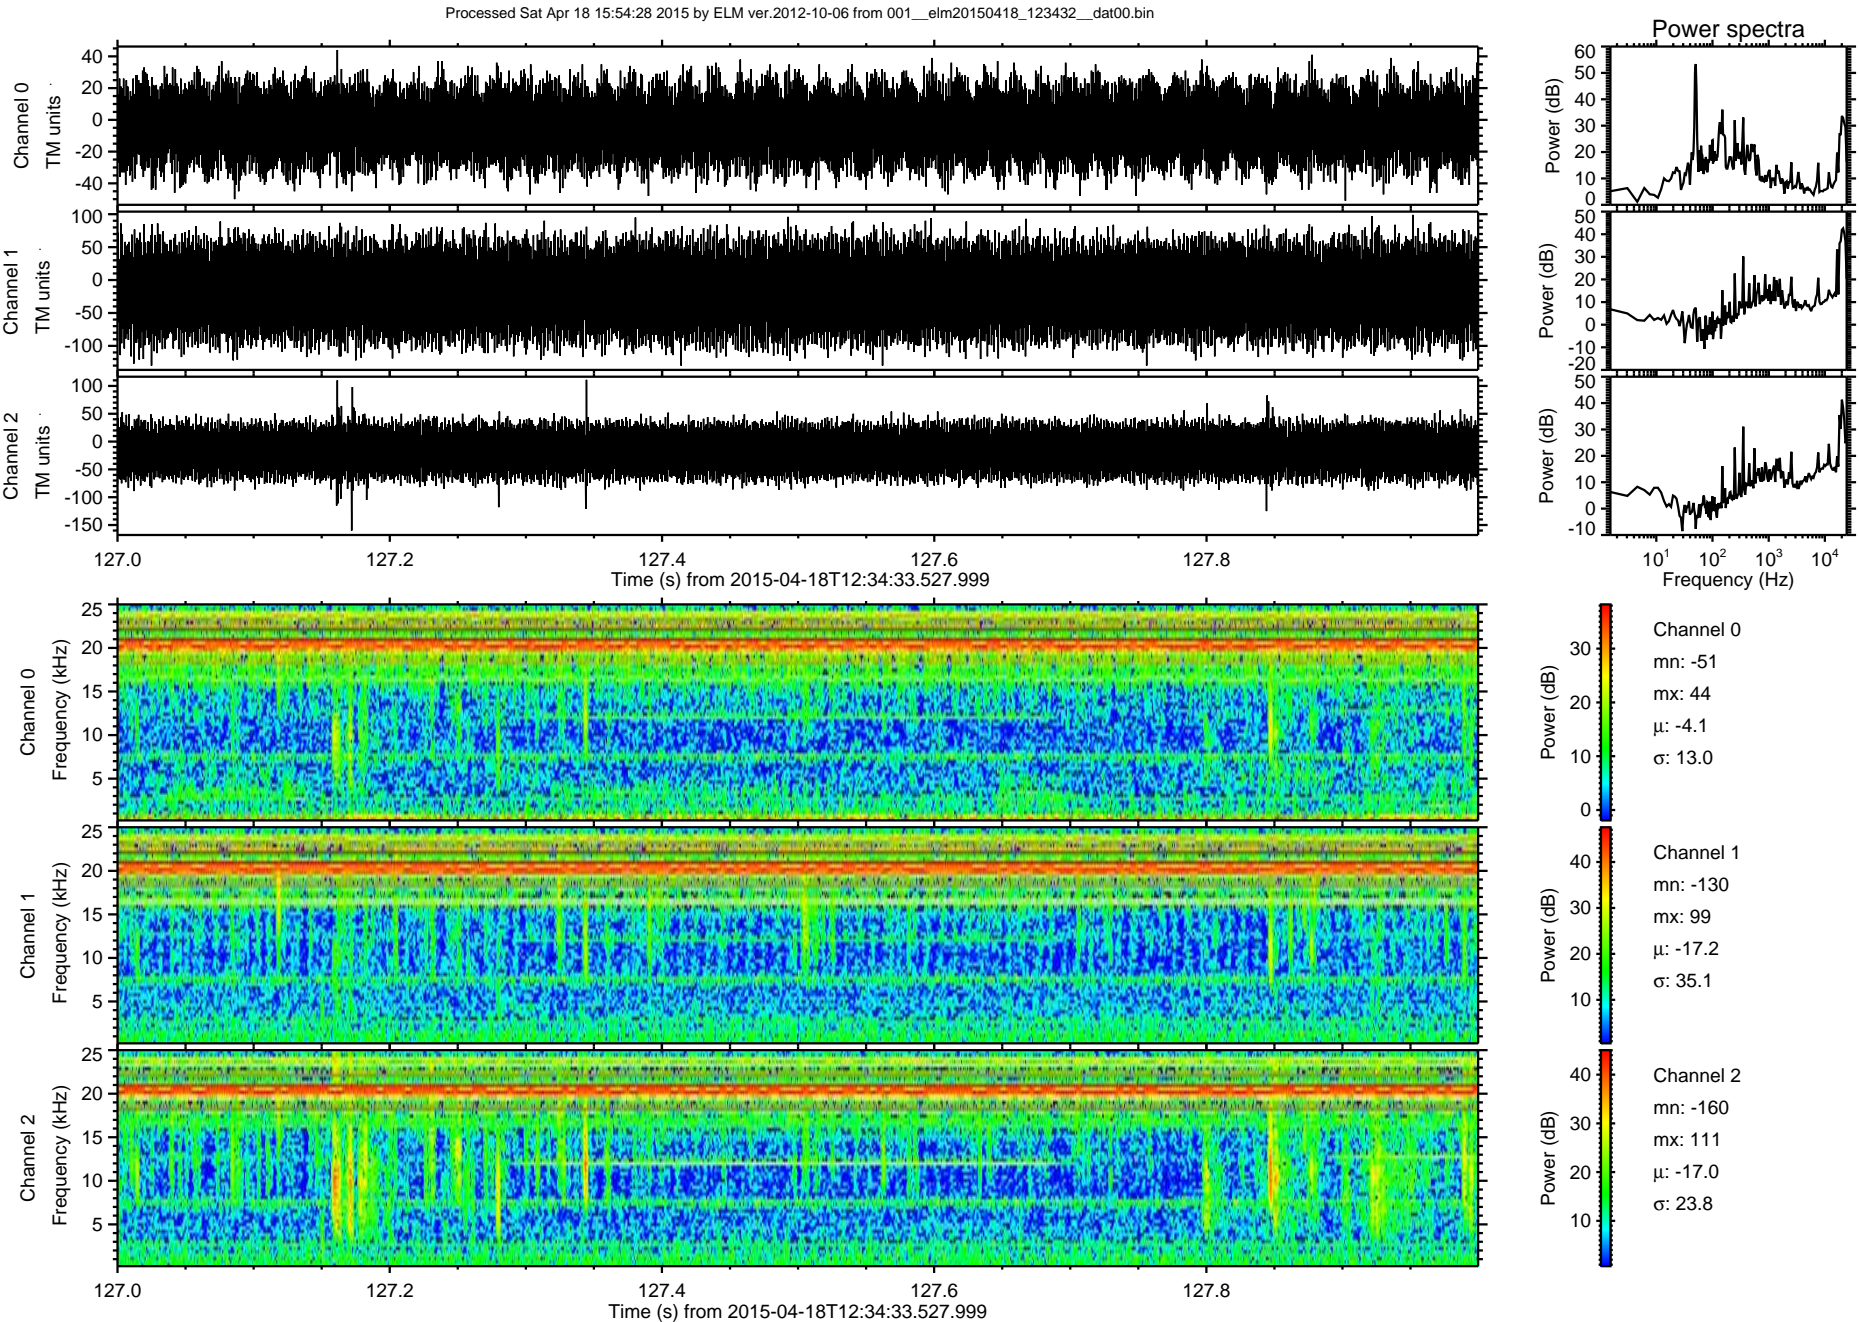 Processed Sat Apr 18 15:54:28 2015 by ELM ver.2012-10-06 from 001__elm20150418_123432__dat00.bin
Power spectra
Channel 0
TM units
40
20
0
-20
-40
Power (dB)
60
50
40
30
20
10
0
Channel 1
TM units
100
50
0
-50
-100
Power (dB)
50
40
30
20
10
0
-10
-20
Channel 2
TM units
100
50
0
-50
-100
-150
Power (dB)
50
40
30
20
10
0
-10
127.0 127.2 127.4 127.6 127.8
Time (s) from 2015-04-18T12:34:33.527.999
10¹ 10² 10³ 10⁴
Frequency (Hz)
Channel 0
Frequency (kHz)
25
20
15
10
5
Power (dB)
30
20
10
0
Channel 0
mn: -51
mx: 44
μ: -4.1
σ: 13.0
Channel 1
Frequency (kHz)
25
20
15
10
5
Power (dB)
40
30
20
10
Channel 1
mn: -130
mx: 99
μ: -17.2
σ: 35.1
Channel 2
Frequency (kHz)
25
20
15
10
5
Power (dB)
40
30
20
10
Channel 2
mn: -160
mx: 111
μ: -17.0
σ: 23.8
127.0 127.2 127.4 127.6 127.8
Time (s) from 2015-04-18T12:34:33.527.999